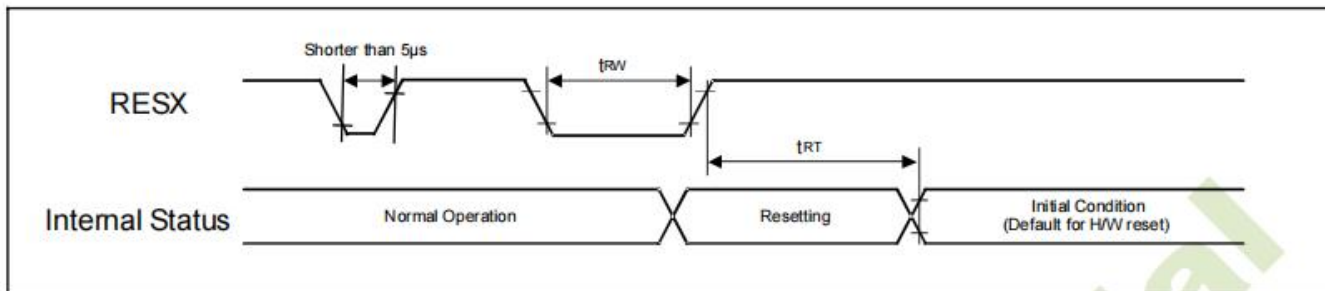 Shorter than 5µs
tRW
RESX
tRT
Internal Status
Normal Operation
Resetting
Initial Condition
(Default for H/W reset)